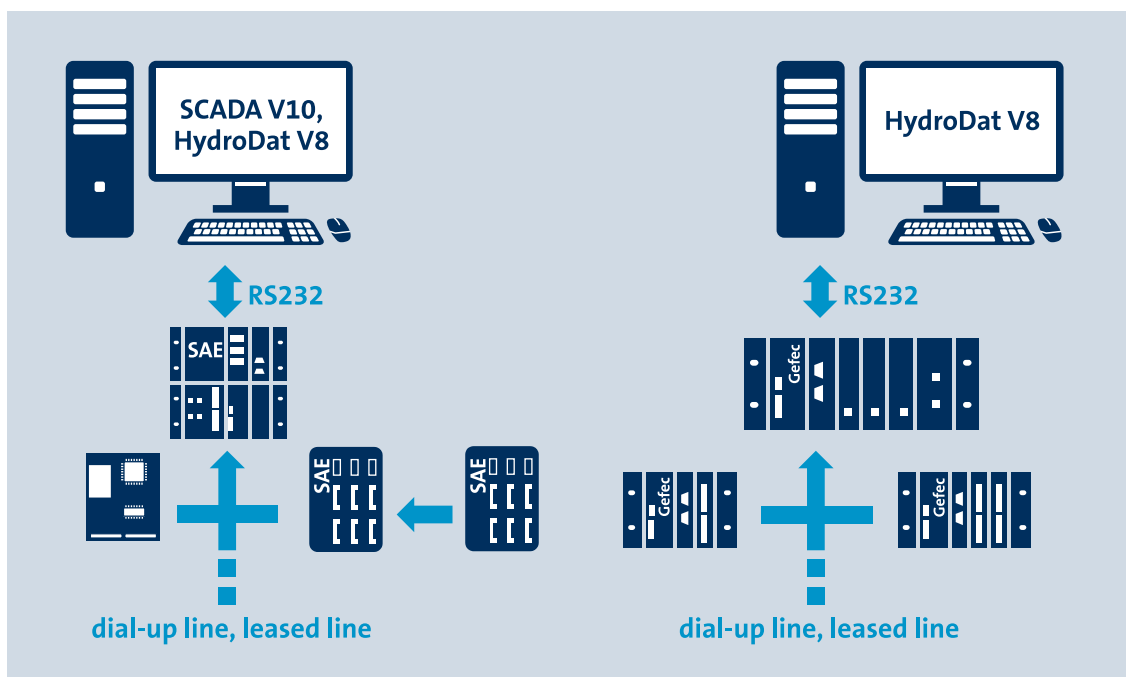 SCADA V10,
HydroDat V8
RS232
SAE
SAE
SAE
dial-up line, leased line
HydroDat V8
RS232
Gefec
Gefec
Gefec
dial-up line, leased line